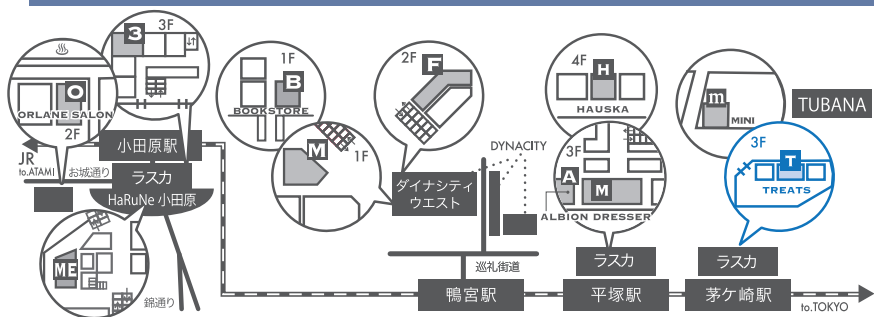 3F
3
O
ORLANE SALON
2F
小田原駅
JR
to.ATAMI
お城通り
ラスカ
HaRuNe 小田原
ME
錦通り
1F
B
BOOKSTORE
M
1F
2F
F
DYNACITY
ダイナシティ
ウエスト
巡礼街道
鴨宮駅
4F
H
HAUSKA
3F
A
M
ALBION DRESSER
ラスカ
平塚駅
m
MINI
TUBANA
3F
T
TREATS
ラスカ
茅ケ崎駅
to.TOKYO